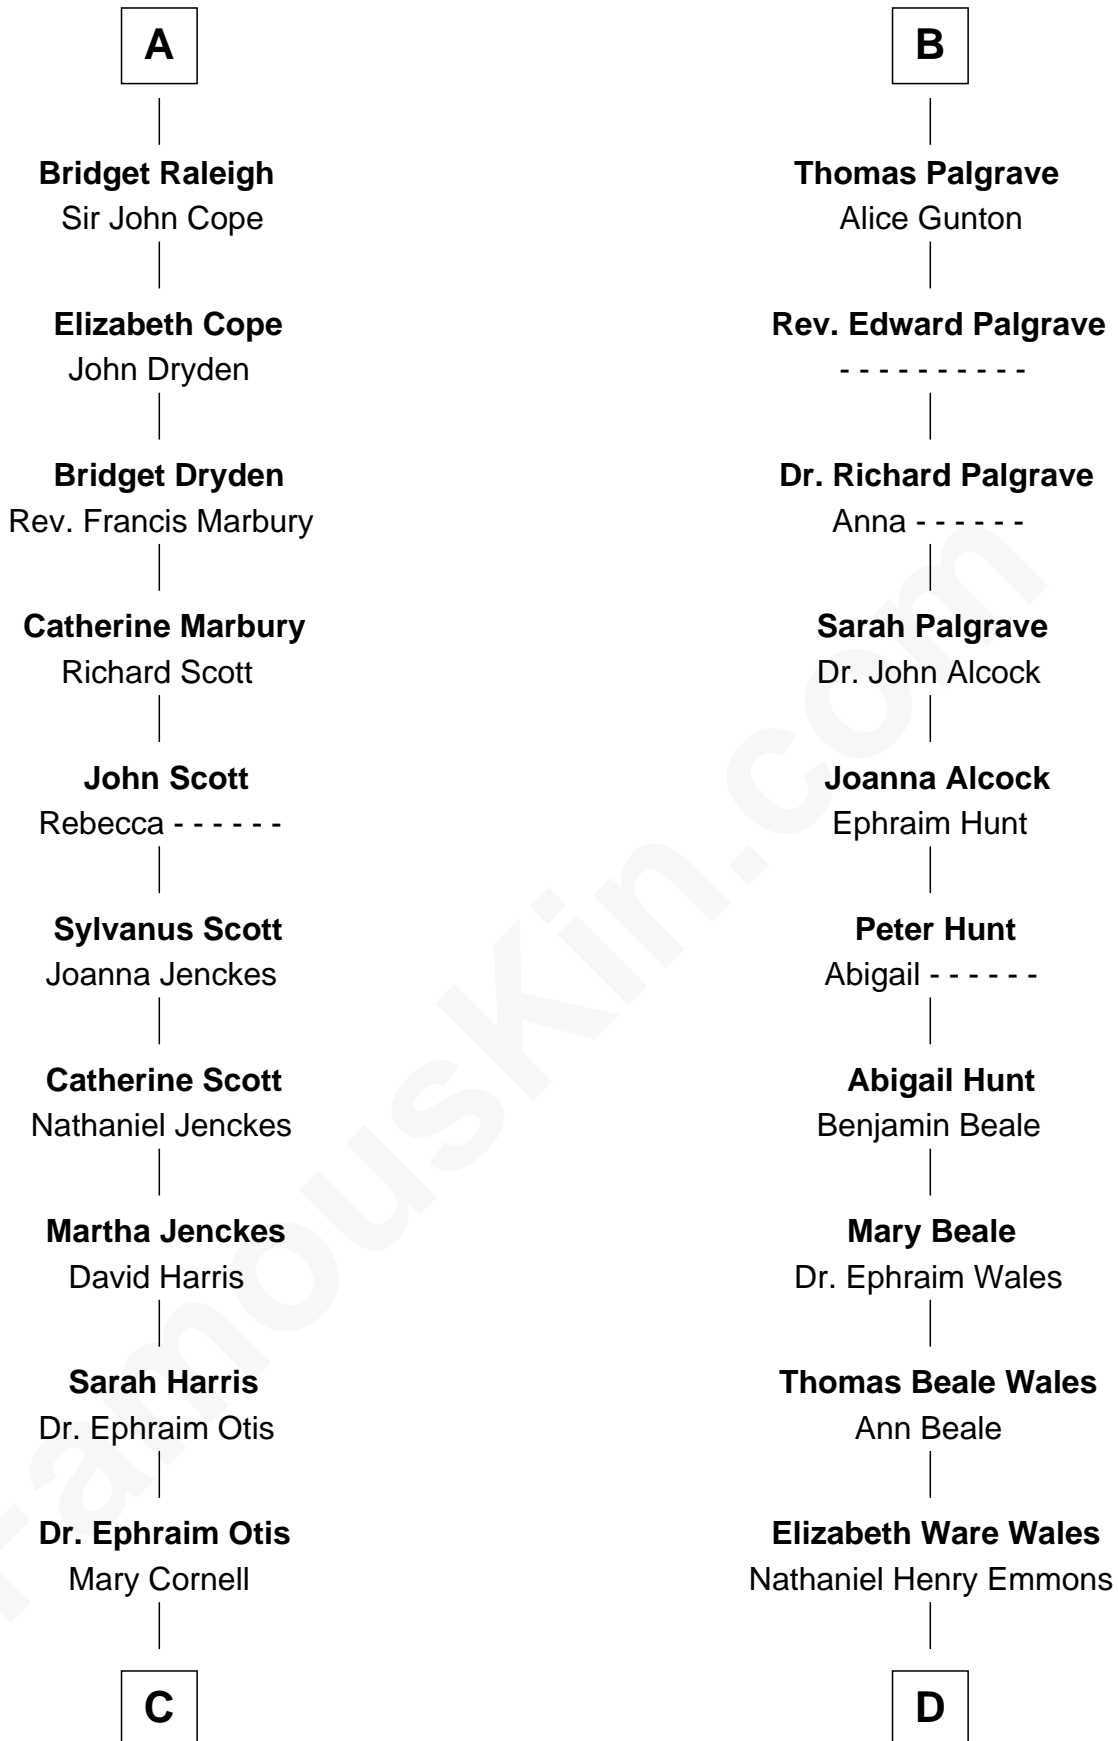 A
Bridget Raleigh
Sir John Cope
Elizabeth Cope
John Dryden
Bridget Dryden
Rev. Francis Marbury
Catherine Marbury
Richard Scott
John Scott
Rebecca - - - - - -
Sylvanus Scott
Joanna Jenckes
Catherine Scott
Nathaniel Jenckes
Martha Jenckes
David Harris
Sarah Harris
Dr. Ephraim Otis
Dr. Ephraim Otis
Mary Cornell
C
B
Thomas Palgrave
Alice Gunton
Rev. Edward Palgrave
- - - - - - - - - -
Dr. Richard Palgrave
Anna - - - - - -
Sarah Palgrave
Dr. John Alcock
Joanna Alcock
Ephraim Hunt
Peter Hunt
Abigail - - - - - -
Abigail Hunt
Benjamin Beale
Mary Beale
Dr. Ephraim Wales
Thomas Beale Wales
Ann Beale
Elizabeth Ware Wales
Nathaniel Henry Emmons
D
FamousKin.com